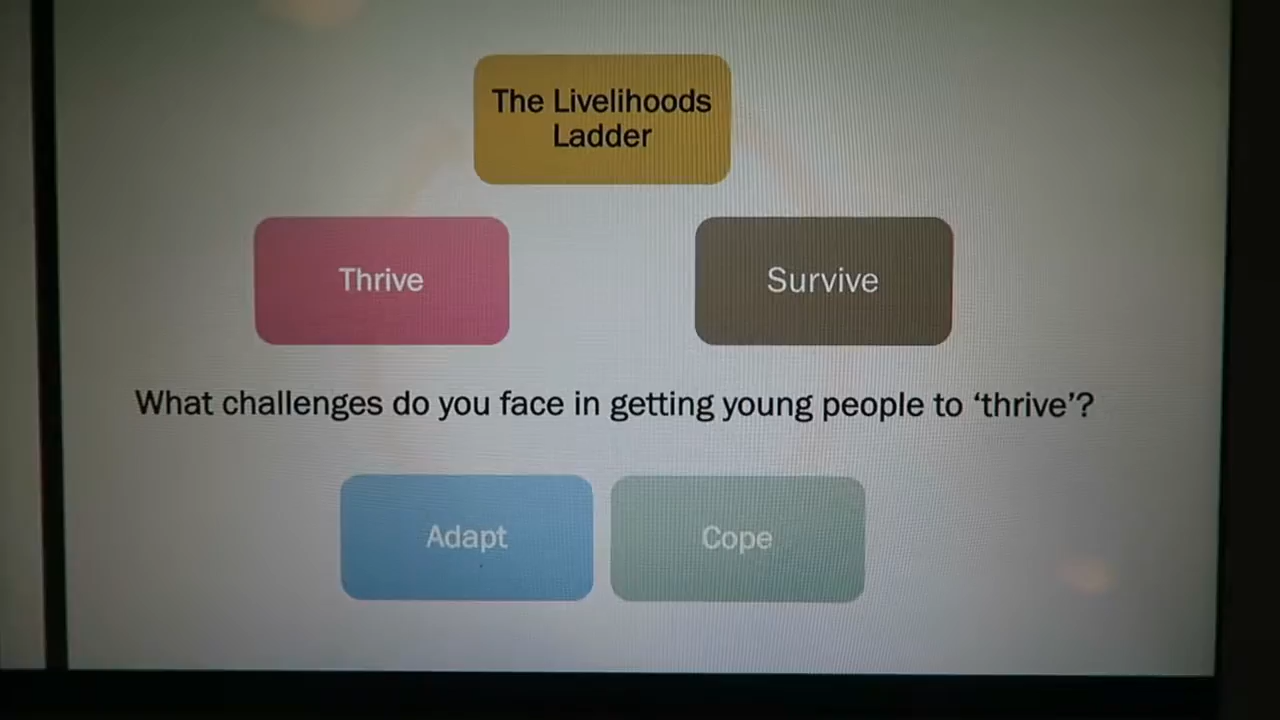 The Livelihoods
Ladder
Thrive
Survive
What challenges do you face in getting young people to ‘thrive’?
Adapt
Cope